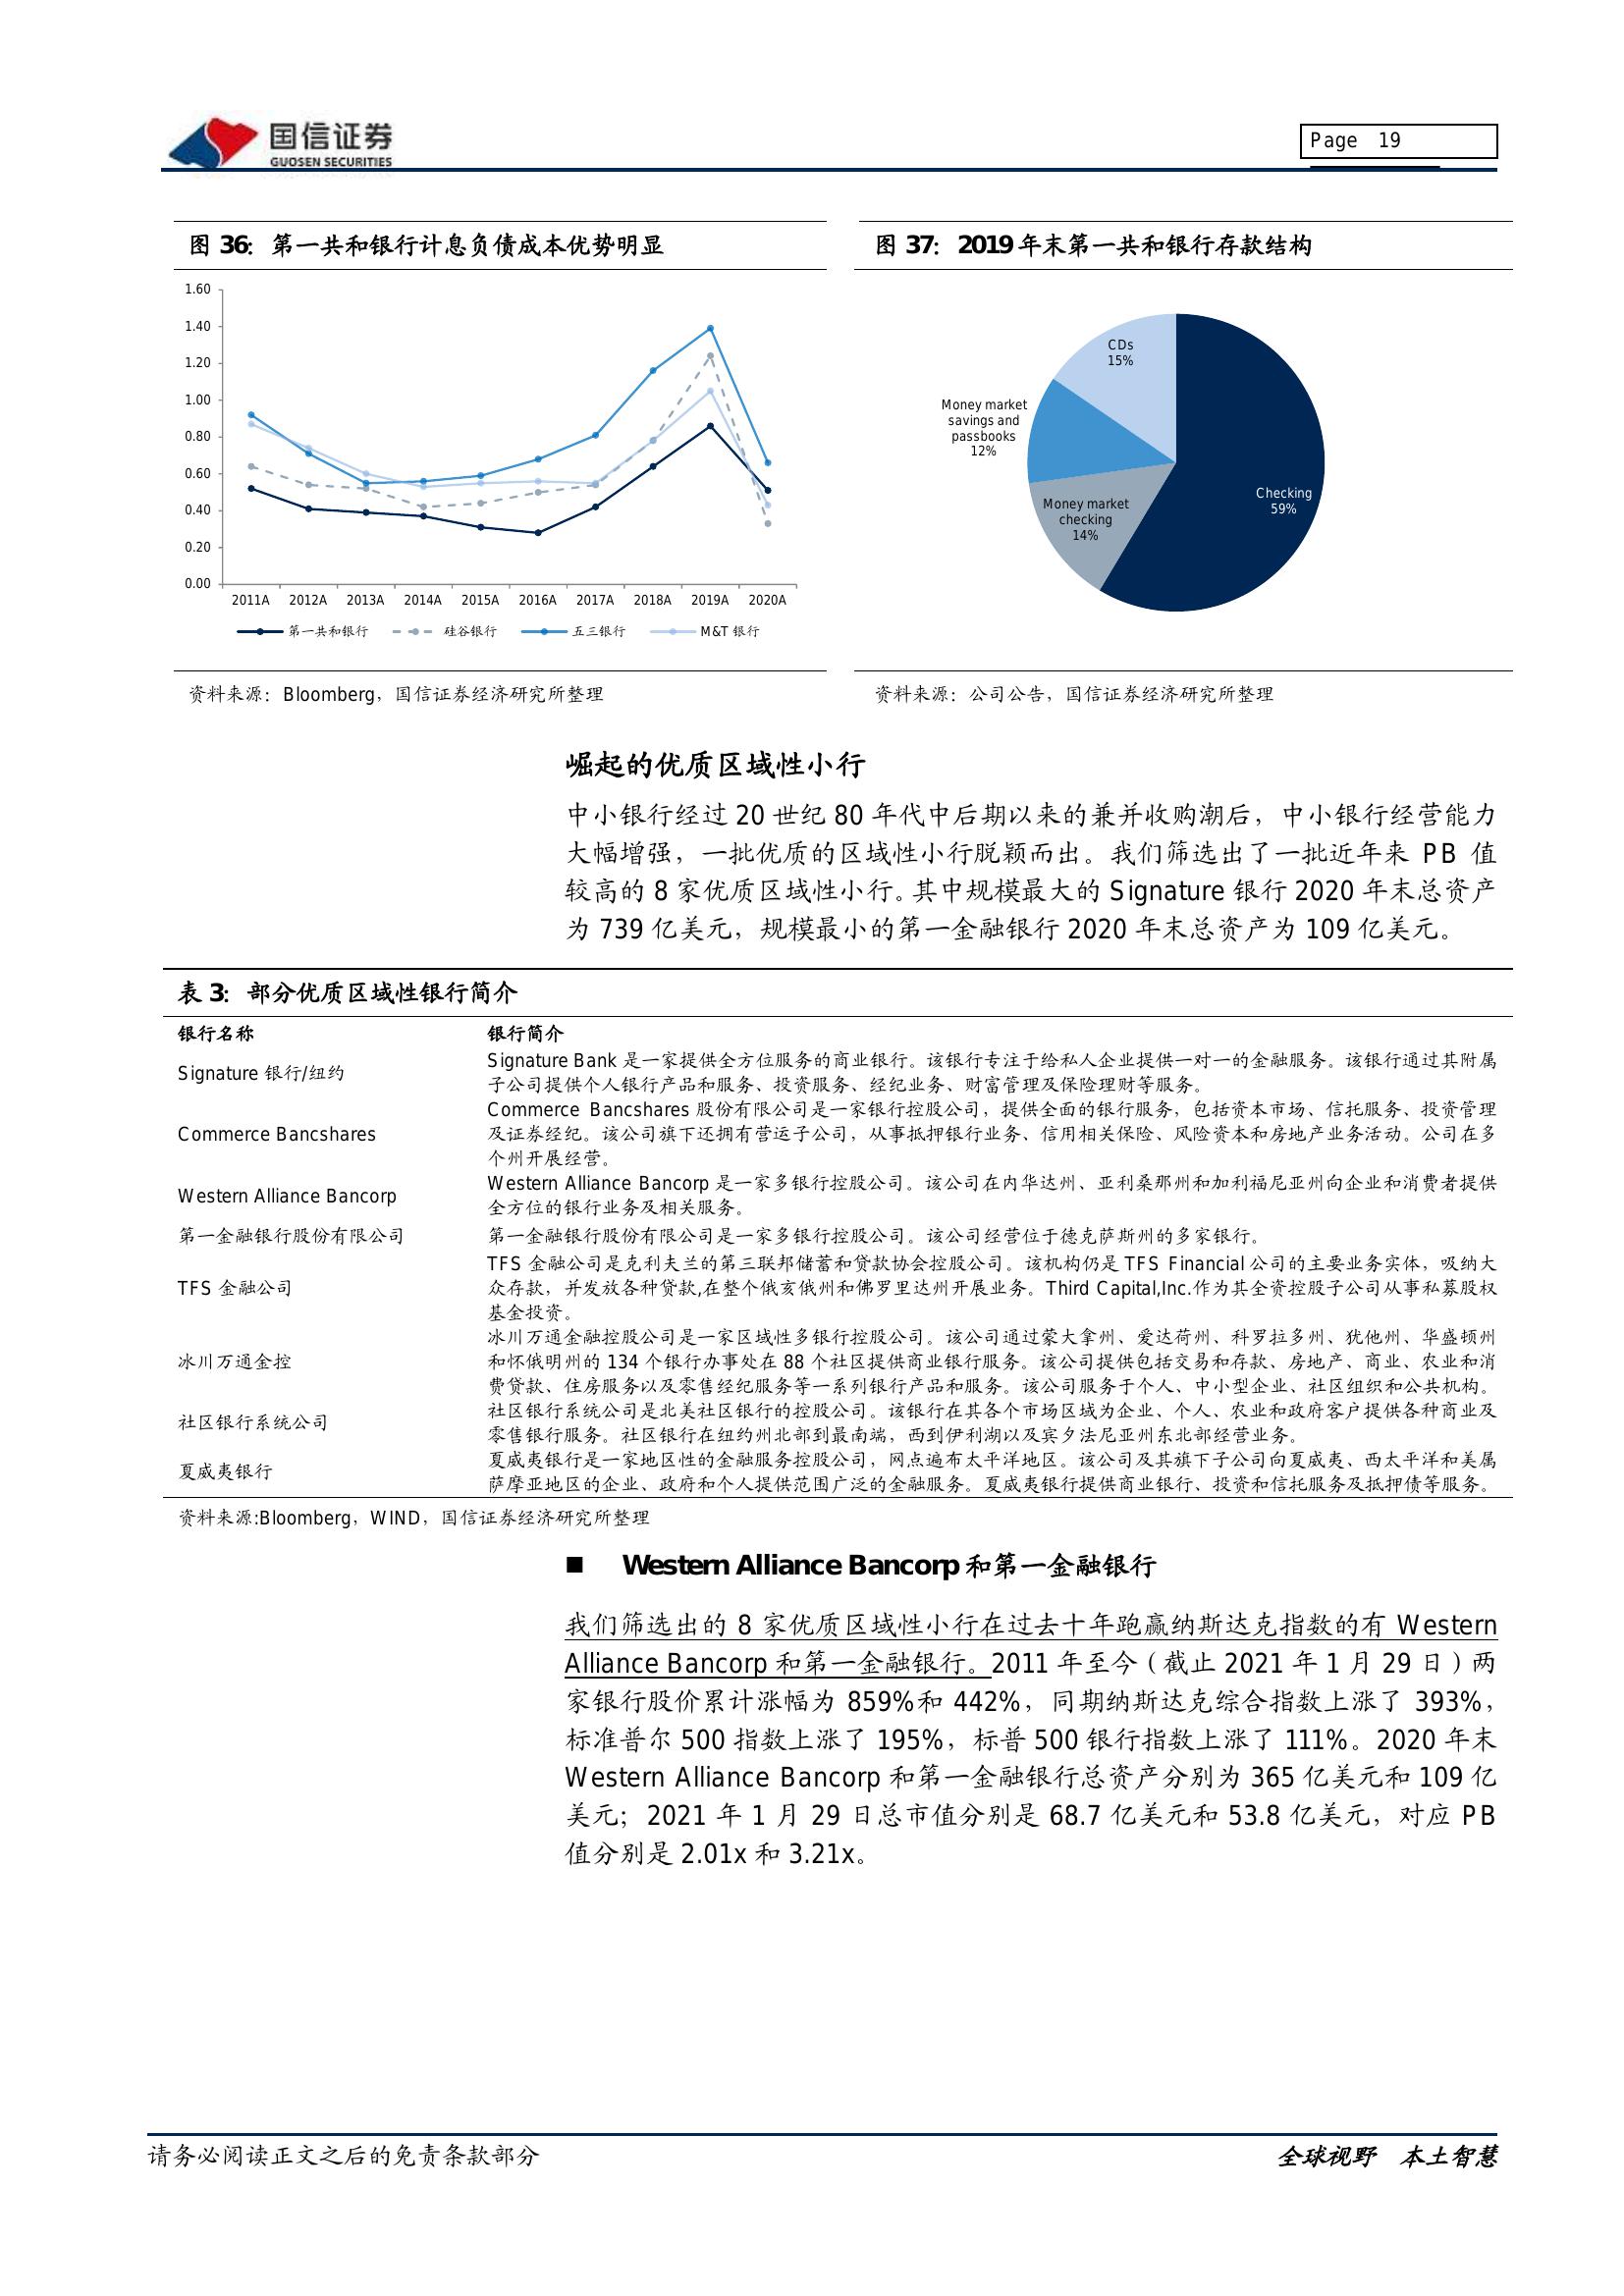 国信证券
GUOSEN SECURITIES
Page 19
图 36：第一共和银行计息负债成本优势明显
1.60
1.40
1.20
1.00
0.80
0.60
0.40
0.20
0.00
2011A 2012A 2013A 2014A 2015A 2016A 2017A 2018A 2019A 2020A
第一共和银行 硅谷银行 五三银行 M&T 银行
资料来源：Bloomberg，国信证券经济研究所整理
图 37：2019 年末第一共和银行存款结构
CDs
15%
Money market
savings and
passbooks
12%
Money market
checking
14%
Checking
59%
资料来源：公司公告，国信证券经济研究所整理
崛起的优质区域性小行
中小银行经过 20 世纪 80 年代中后期以来的兼并收购潮后，中小银行经营能力
大幅增强，一批优质的区域性小行脱颖而出。我们筛选出了一批近年来 PB 值
较高的 8 家优质区域性小行。其中规模最大的 Signature 银行 2020 年末总资产
为 739 亿美元，规模最小的第一金融银行 2020 年末总资产为 109 亿美元。
表 3：部分优质区域性银行简介
银行名称 银行简介
Signature 银行/纽约
Signature Bank 是一家提供全方位服务的商业银行。该银行专注于给私人企业提供一对一的金融服务。该银行通过其附属
子公司提供个人银行产品和服务、投资服务、经纪业务、财富管理及保险理财等服务。
Commerce Bancshares
Commerce Bancshares 股份有限公司是一家银行控股公司，提供全面的银行服务，包括资本市场、信托服务、投资管理
及证券经纪。该公司旗下还拥有营运子公司，从事抵押银行业务、信用相关保险、风险资本和房地产业务活动。公司在多
个州开展经营。
Western Alliance Bancorp
Western Alliance Bancorp 是一家多银行控股公司。该公司在内华达州、亚利桑那州和加利福尼亚州向企业和消费者提供
全方位的银行业务及相关服务。
第一金融银行股份有限公司
第一金融银行股份有限公司是一家多银行控股公司。该公司经营位于德克萨斯州的多家银行。
TFS 金融公司
TFS 金融公司是克利夫兰的第三联邦储蓄和贷款协会控股公司。该机构仍是 TFS Financial 公司的主要业务实体，吸纳大
众存款，并发放各种贷款,在整个俄亥俄州和佛罗里达州开展业务。Third Capital,Inc.作为其全资控股子公司从事私募股权
基金投资。
冰川万通金控
冰川万通金融控股公司是一家区域性多银行控股公司。该公司通过蒙大拿州、爱达荷州、科罗拉多州、犹他州、华盛顿州
和怀俄明州的 134 个银行办事处在 88 个社区提供商业银行服务。该公司提供包括交易和存款、房地产、商业、农业和消
费贷款、住房服务以及零售经纪服务等一系列银行产品和服务。该公司服务于个人、中小型企业、社区组织和公共机构。
社区银行系统公司
社区银行系统公司是北美社区银行的控股公司。该银行在其各个市场区域为企业、个人、农业和政府客户提供各种商业及
零售银行服务。社区银行在纽约州北部到最南端，西到伊利湖以及宾夕法尼亚州东北部经营业务。
夏威夷银行
夏威夷银行是一家地区性的金融服务控股公司，网点遍布太平洋地区。该公司及其旗下子公司向夏威夷、西太平洋和美属
萨摩亚地区的企业、政府和个人提供范围广泛的金融服务。夏威夷银行提供商业银行、投资和信托服务及抵押债等服务。
资料来源:Bloomberg，WIND，国信证券经济研究所整理
■ Western Alliance Bancorp 和第一金融银行
我们筛选出的 8 家优质区域性小行在过去十年跑赢纳斯达克指数的有 Western
Alliance Bancorp 和第一金融银行。2011 年至今（截止 2021 年 1 月 29 日）两
家银行股价累计涨幅为 859%和 442%，同期纳斯达克综合指数上涨了 393%，
标准普尔 500 指数上涨了 195%，标普 500 银行指数上涨了 111%。2020 年末
Western Alliance Bancorp 和第一金融银行总资产分别为 365 亿美元和 109 亿
美元；2021 年 1 月 29 日总市值分别是 68.7 亿美元和 53.8 亿美元，对应 PB
值分别是 2.01x 和 3.21x。
请务必阅读正文之后的免责条款部分
全球视野 本土智慧